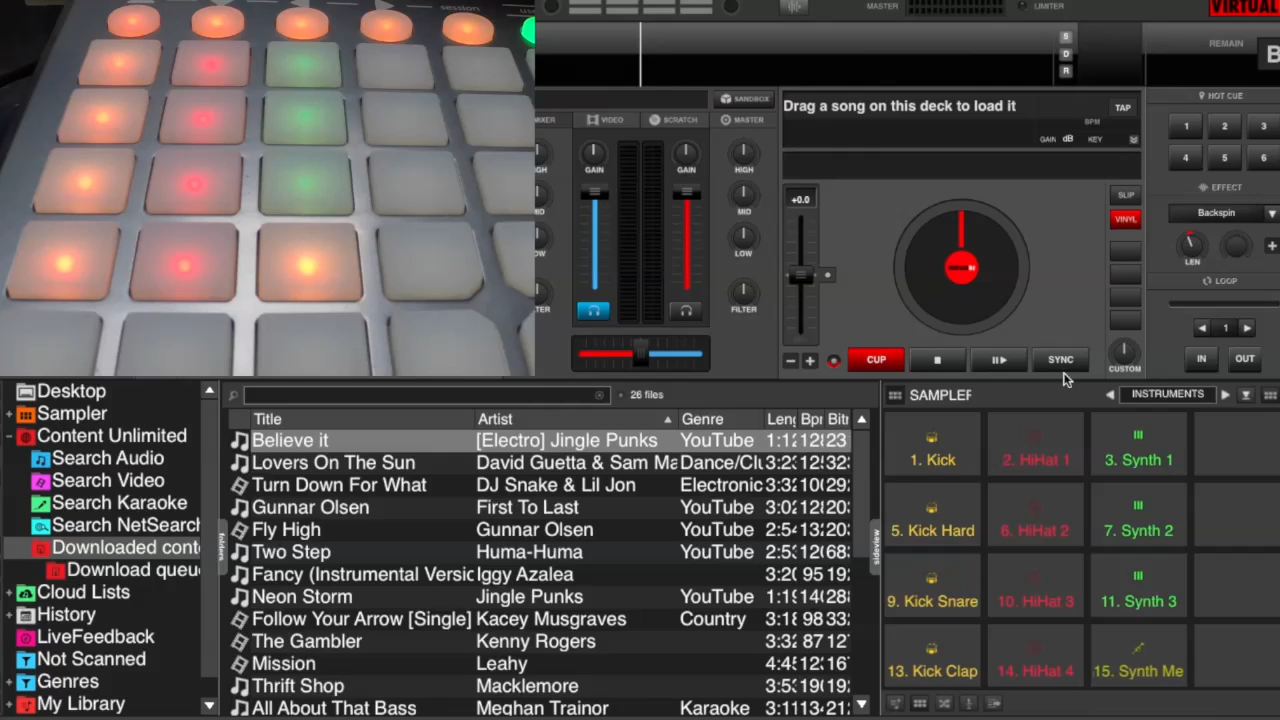 session
MASTER
LIMITER
VIRTUAL
S
D
R
REMAIN
B
SANDBOX
Drag a song on this deck to load it
TAP
BPM
GAIN dB KEY
HOT CUE
1 2 3
4 5 6
VIDEO SCRATCH MASTER
GAIN GAIN HIGH
MID
LOW
FILTER
+0.0
SLIP
VINYL
EFFECT
Backspin
LEN
LOOP
1
CUP SYNC
CUSTOM
IN OUT
Desktop
Sampler
Content Unlimited
Search Audio
Search Video
Search Karaoke
Search NetSearch
Downloaded cont
Download queu
Cloud Lists
History
LiveFeedback
Not Scanned
Genres
My Library
folders
26 files
Title Artist Genre Leng Bpm Bitr
Believe it [Electro] Jingle Punks YouTube
Lovers On The Sun David Guetta & Sam Ma Dance/Clu
Turn Down For What DJ Snake & Lil Jon Electronic
Gunnar Olsen First To Last YouTube
Fly High Gunnar Olsen YouTube
Two Step Huma-Huma YouTube
Fancy (Instrumental Versic Iggy Azalea
Neon Storm Jingle Punks YouTube
Follow Your Arrow [Single] Kacey Musgraves Country
The Gambler Kenny Rogers
Mission Leahy
Thrift Shop Macklemore
All About That Bass Meghan Trainor Karaoke
sideview
SAMPLER
INSTRUMENTS
1. Kick 2. HiHat 1 3. Synth 1
5. Kick Hard 6. HiHat 2 7. Synth 2
9. Kick Snare 10. HiHat 3 11. Synth 3
13. Kick Clap 14. HiHat 4 15. Synth Me